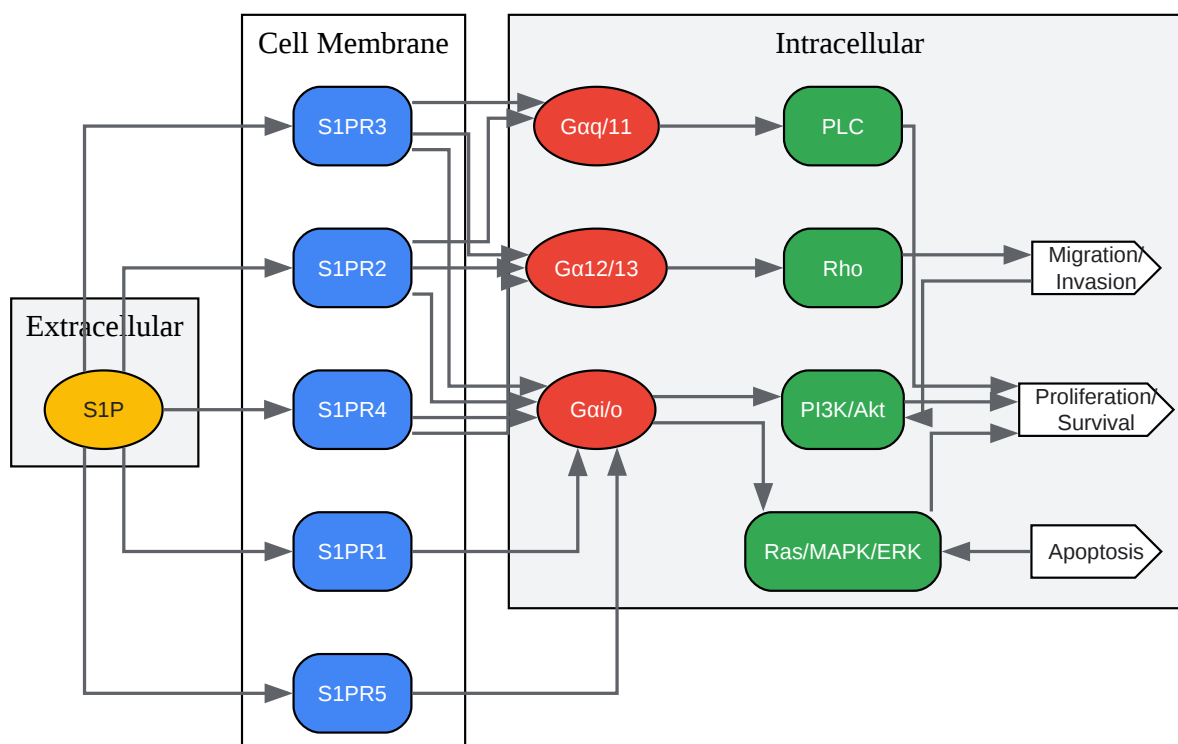 Cell Membrane
Intracellular
S1PR3
Gαq/11
PLC
S1PR2
Gα12/13
Rho
Migration/
Invasion
Extracellular
S1P
S1PR4
Gαi/o
PI3K/Akt
Proliferation/
Survival
S1PR1
Ras/MAPK/ERK
Apoptosis
S1PR5